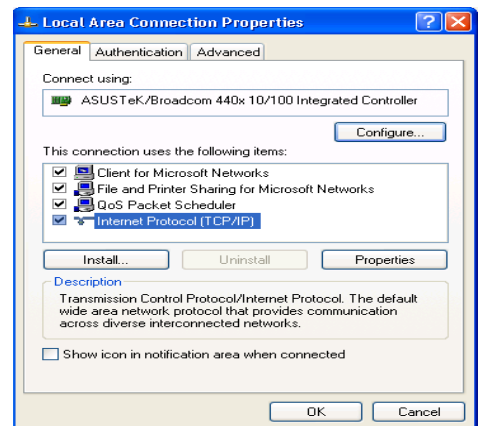 Local Area Connection Properties
General Authentication Advanced
Connect using:
ASUSTeK/Broadcom 440x 10/100 Integrated Controller
Configure...
This connection uses the following items:
Client for Microsoft Networks
File and Printer Sharing for Microsoft Networks
QoS Packet Scheduler
Internet Protocol (TCP/IP)
Install... Uninstall Properties
Description
Transmission Control Protocol/Internet Protocol. The default
wide area network protocol that provides communication
across diverse interconnected networks.
Show icon in notification area when connected
OK Cancel